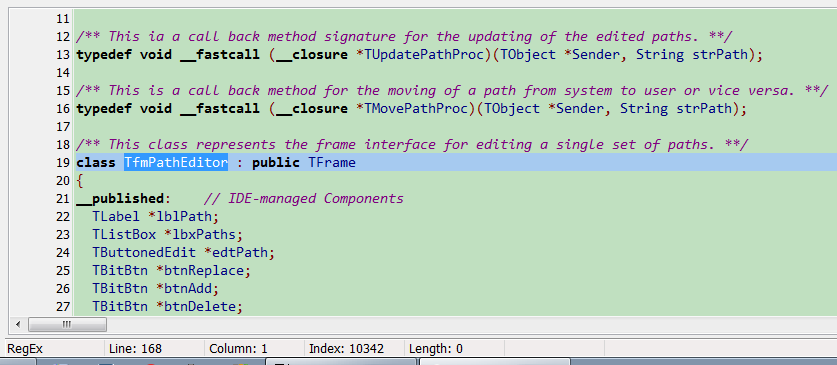 11
12 /** This ia a call back method signature for the updating of the edited paths. **/
13 typedef void __fastcall (__closure *TUpdatePathProc)(TObject *Sender, String strPath);
14
15 /** This is a call back method for the moving of a path from system to user or vice versa. **/
16 typedef void __fastcall (__closure *TMovePathProc)(TObject *Sender, String strPath);
17
18 /** This class represents the frame interface for editing a single set of paths. **/
19 class TfmPathEditor : public TFrame
20 {
21 __published:    // IDE-managed Components
22   TLabel *lblPath;
23   TListBox *lbxPaths;
24   TButtonedEdit *edtPath;
25   TBitBtn *btnReplace;
26   TBitBtn *btnAdd;
27   TBitBtn *btnDelete;
RegEx Line: 168 Column: 1 Index: 10342 Length: 0